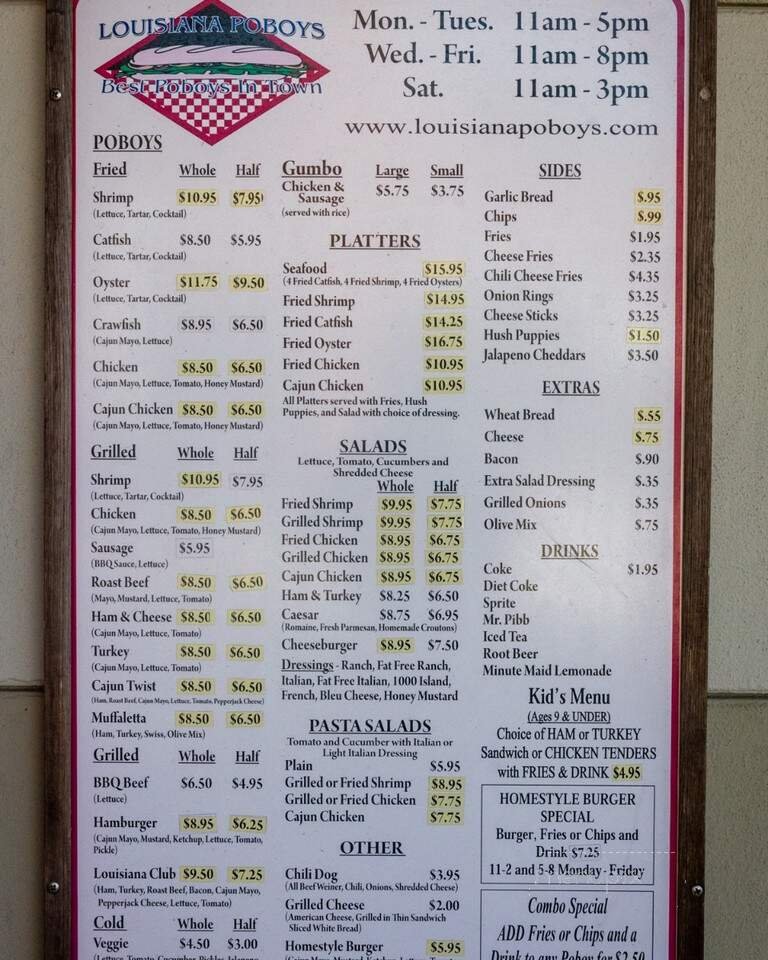 LOUISIANA POBOYS
Best Poboys In Town
Mon. - Tues. 11am - 5pm
Wed. - Fri. 11am - 8pm
Sat. 11am - 3pm
www.louisianapoboys.com
POBOYS
Fried Whole Half
Shrimp $10.95 $7.95
(Lettuce, Tartar, Cocktail)
Catfish $8.50 $5.95
(Lettuce, Tartar, Cocktail)
Oyster $11.75 $9.50
(Lettuce, Tartar, Cocktail)
Crawfish $8.95 $6.50
(Cajun Mayo, Lettuce)
Chicken $8.50 $6.50
(Cajun Mayo, Lettuce, Tomato, Honey Mustard)
Cajun Chicken $8.50 $6.50
(Cajun Mayo, Lettuce, Tomato, Honey Mustard)
Grilled Whole Half
Shrimp $10.95 $7.95
(Lettuce, Tartar, Cocktail)
Chicken $8.50 $6.50
(Cajun Mayo, Lettuce, Tomato, Honey Mustard)
Sausage $5.95
(BBQ Sauce, Lettuce)
Roast Beef $8.50 $6.50
(Mayo, Mustard, Lettuce, Tomato)
Ham & Cheese $8.50 $6.50
(Cajun Mayo, Lettuce, Tomato)
Turkey $8.50 $6.50
(Cajun Mayo, Lettuce, Tomato)
Cajun Twist $8.50 $6.50
(Ham, Roast Beef, Cajun Mayo, Lettuce, Tomato, Pepperjack Cheese)
Muffaletta $8.50 $6.50
(Ham, Turkey, Swiss, Olive Mix)
Grilled Whole Half
BBQ Beef $6.50 $4.95
(Lettuce)
Hamburger $8.95 $6.25
(Cajun Mayo, Mustard, Ketchup, Lettuce, Tomato,
Pickle)
Louisiana Club $9.50 $7.25
(Ham, Turkey, Roast Beef, Bacon, Cajun Mayo,
Pepperjack Cheese, Lettuce, Tomato)
Cold Whole Half
Veggie $4.50 $3.00
(Lettuce, Tomato, Cucumber, Pickles, Jalapeno,
Gumbo Large Small
Chicken & $5.75 $3.75
Sausage
(served with rice)
PLATTERS
Seafood $15.95
(4 Fried Catfish, 4 Fried Shrimp, 4 Fried Oysters)
Fried Shrimp $14.95
Fried Catfish $14.25
Fried Oyster $16.75
Fried Chicken $10.95
Cajun Chicken $10.95
All Platters served with Fries, Hush
Puppies, and Salad with choice of dressing.
SALADS
Lettuce, Tomato, Cucumbers and
Shredded Cheese
Whole Half
Fried Shrimp $9.95 $7.75
Grilled Shrimp $9.95 $7.75
Fried Chicken $8.95 $6.75
Grilled Chicken $8.95 $6.75
Cajun Chicken $8.95 $6.75
Ham & Turkey $8.25 $6.50
Caesar $8.75 $6.95
(Romaine, Fresh Parmesan, Homemade Croutons)
Cheeseburger $8.95 $7.50
Dressings - Ranch, Fat Free Ranch,
Italian, Fat Free Italian, 1000 Island,
French, Bleu Cheese, Honey Mustard
PASTA SALADS
Tomato and Cucumber with Italian or
Light Italian Dressing
Plain $5.95
Grilled or Fried Shrimp $8.95
Grilled or Fried Chicken $7.75
Cajun Chicken $7.75
OTHER
Chili Dog $3.95
(All Beef Weiner, Chili, Onions, Shredded Cheese)
Grilled Cheese $2.00
(American Cheese, Grilled in Thin Sandwich
Sliced White Bread)
Homestyle Burger $5.95
SIDES
Garlic Bread $.95
Chips $.99
Fries $1.95
Cheese Fries $2.35
Chili Cheese Fries $4.35
Onion Rings $3.25
Cheese Sticks $3.25
Hush Puppies $1.50
Jalapeno Cheddars $3.50
EXTRAS
Wheat Bread $.55
Cheese $.75
Bacon $.90
Extra Salad Dressing $.35
Grilled Onions $.35
Olive Mix $.75
DRINKS
Coke $1.95
Diet Coke
Sprite
Mr. Pibb
Iced Tea
Root Beer
Minute Maid Lemonade
Kid's Menu
(Ages 9 & UNDER)
Choice of HAM or TURKEY
Sandwich or CHICKEN TENDERS
with FRIES & DRINK $4.95
HOMESTYLE BURGER
SPECIAL
Burger, Fries or Chips and
Drink $7.25
11-2 and 5-8 Monday - Friday
Combo Special
ADD Fries or Chips and a
Drink to any Poboy for $2.50